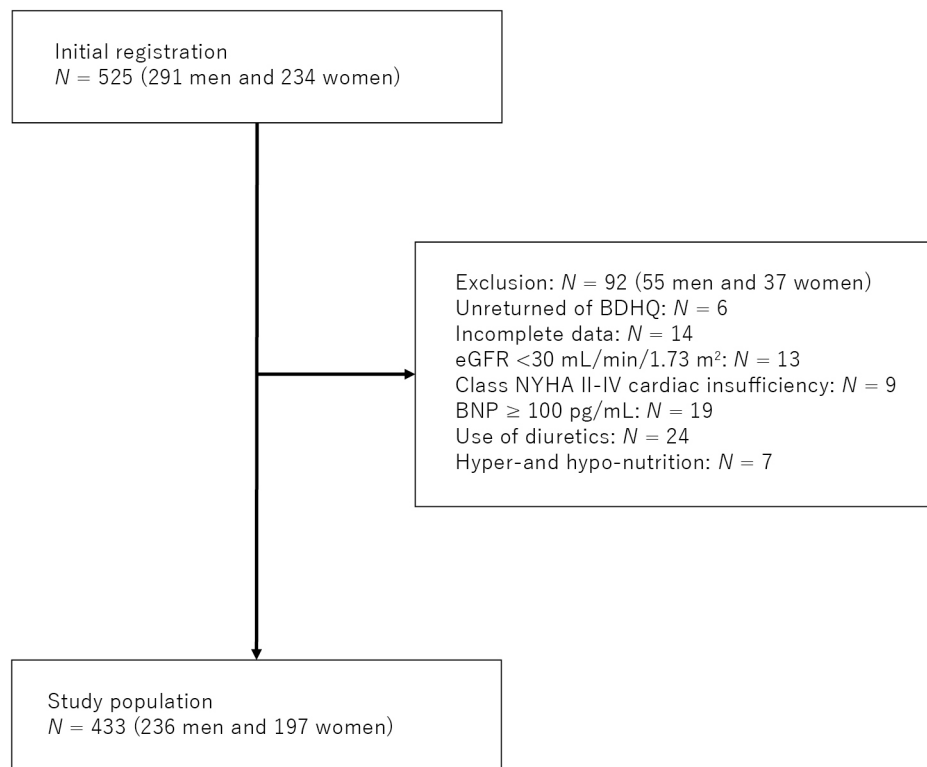 Initial registration
N = 525 (291 men and 234 women)
Exclusion: N = 92 (55 men and 37 women)
Unreturned of BDHQ: N = 6
Incomplete data: N = 14
eGFR <30 mL/min/1.73 m²: N = 13
Class NYHA II-IV cardiac insufficiency: N = 9
BNP ≥ 100 pg/mL: N = 19
Use of diuretics: N = 24
Hyper-and hypo-nutrition: N = 7
Study population
N = 433 (236 men and 197 women)